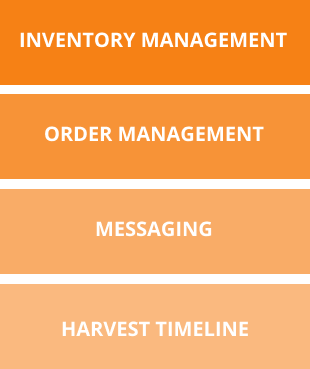 INVENTORY MANAGEMENT
ORDER MANAGEMENT
MESSAGING
HARVEST TIMELINE